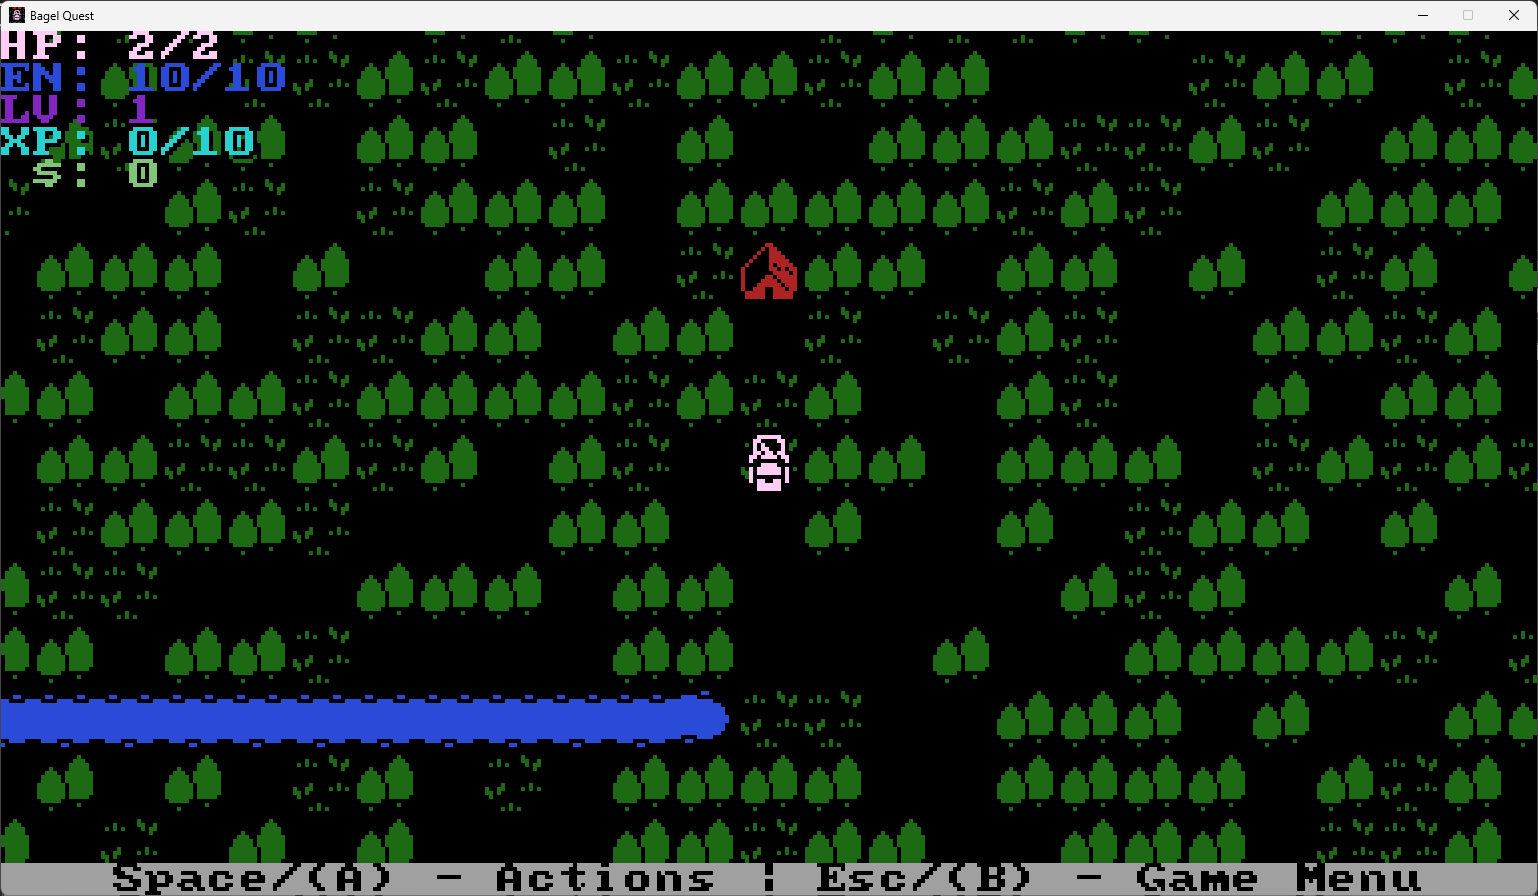 Bagel Quest
HP: 2/2
EN: 10/10
LV: 1
XP: 0/10
$: 0
Space/(A) - Actions ¦ Esc/(B) - Game Menu